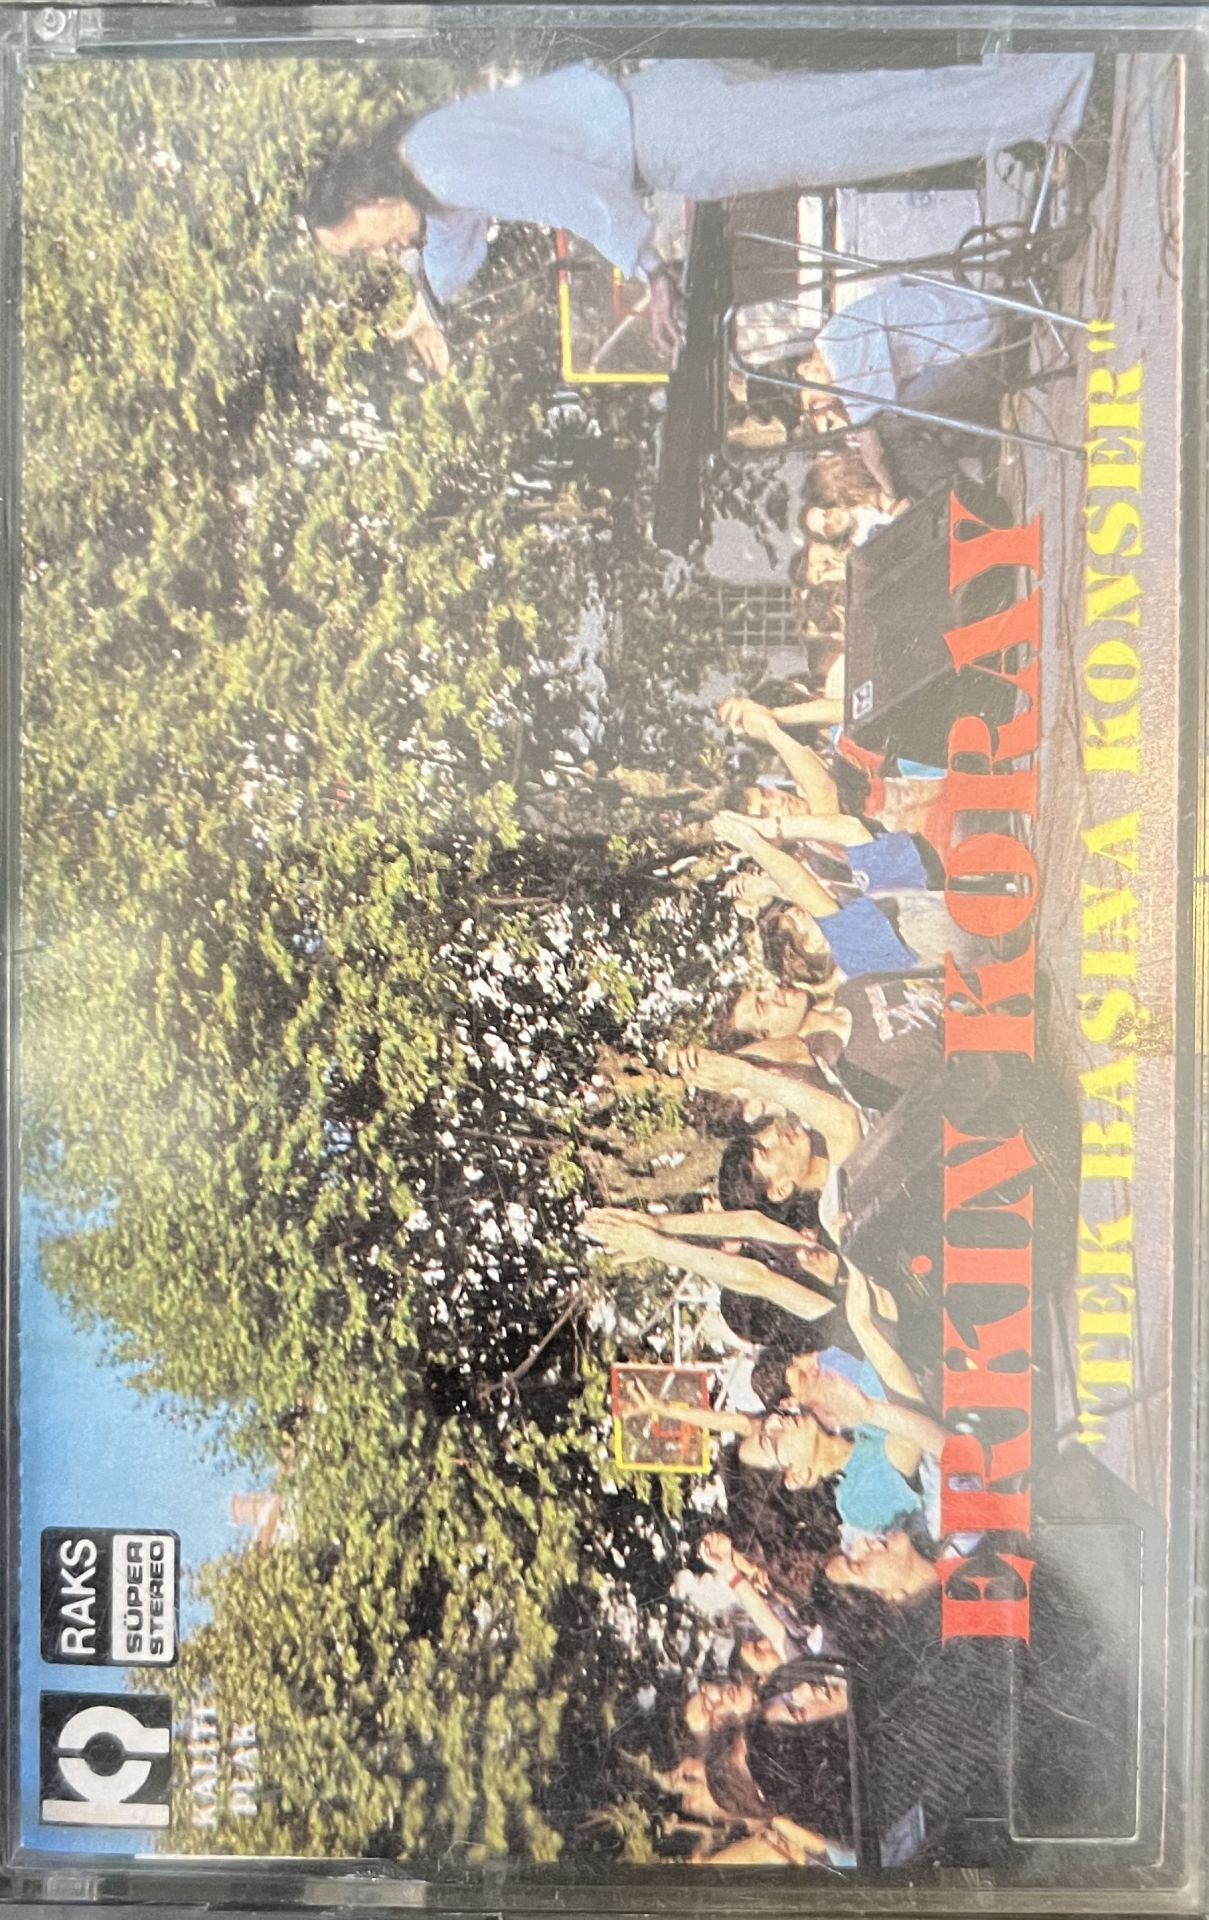 KALİTE
PLAK
RAKS
SÜPER
STEREO
ERKİN KORAY
"TEK BAŞINA KONSER"